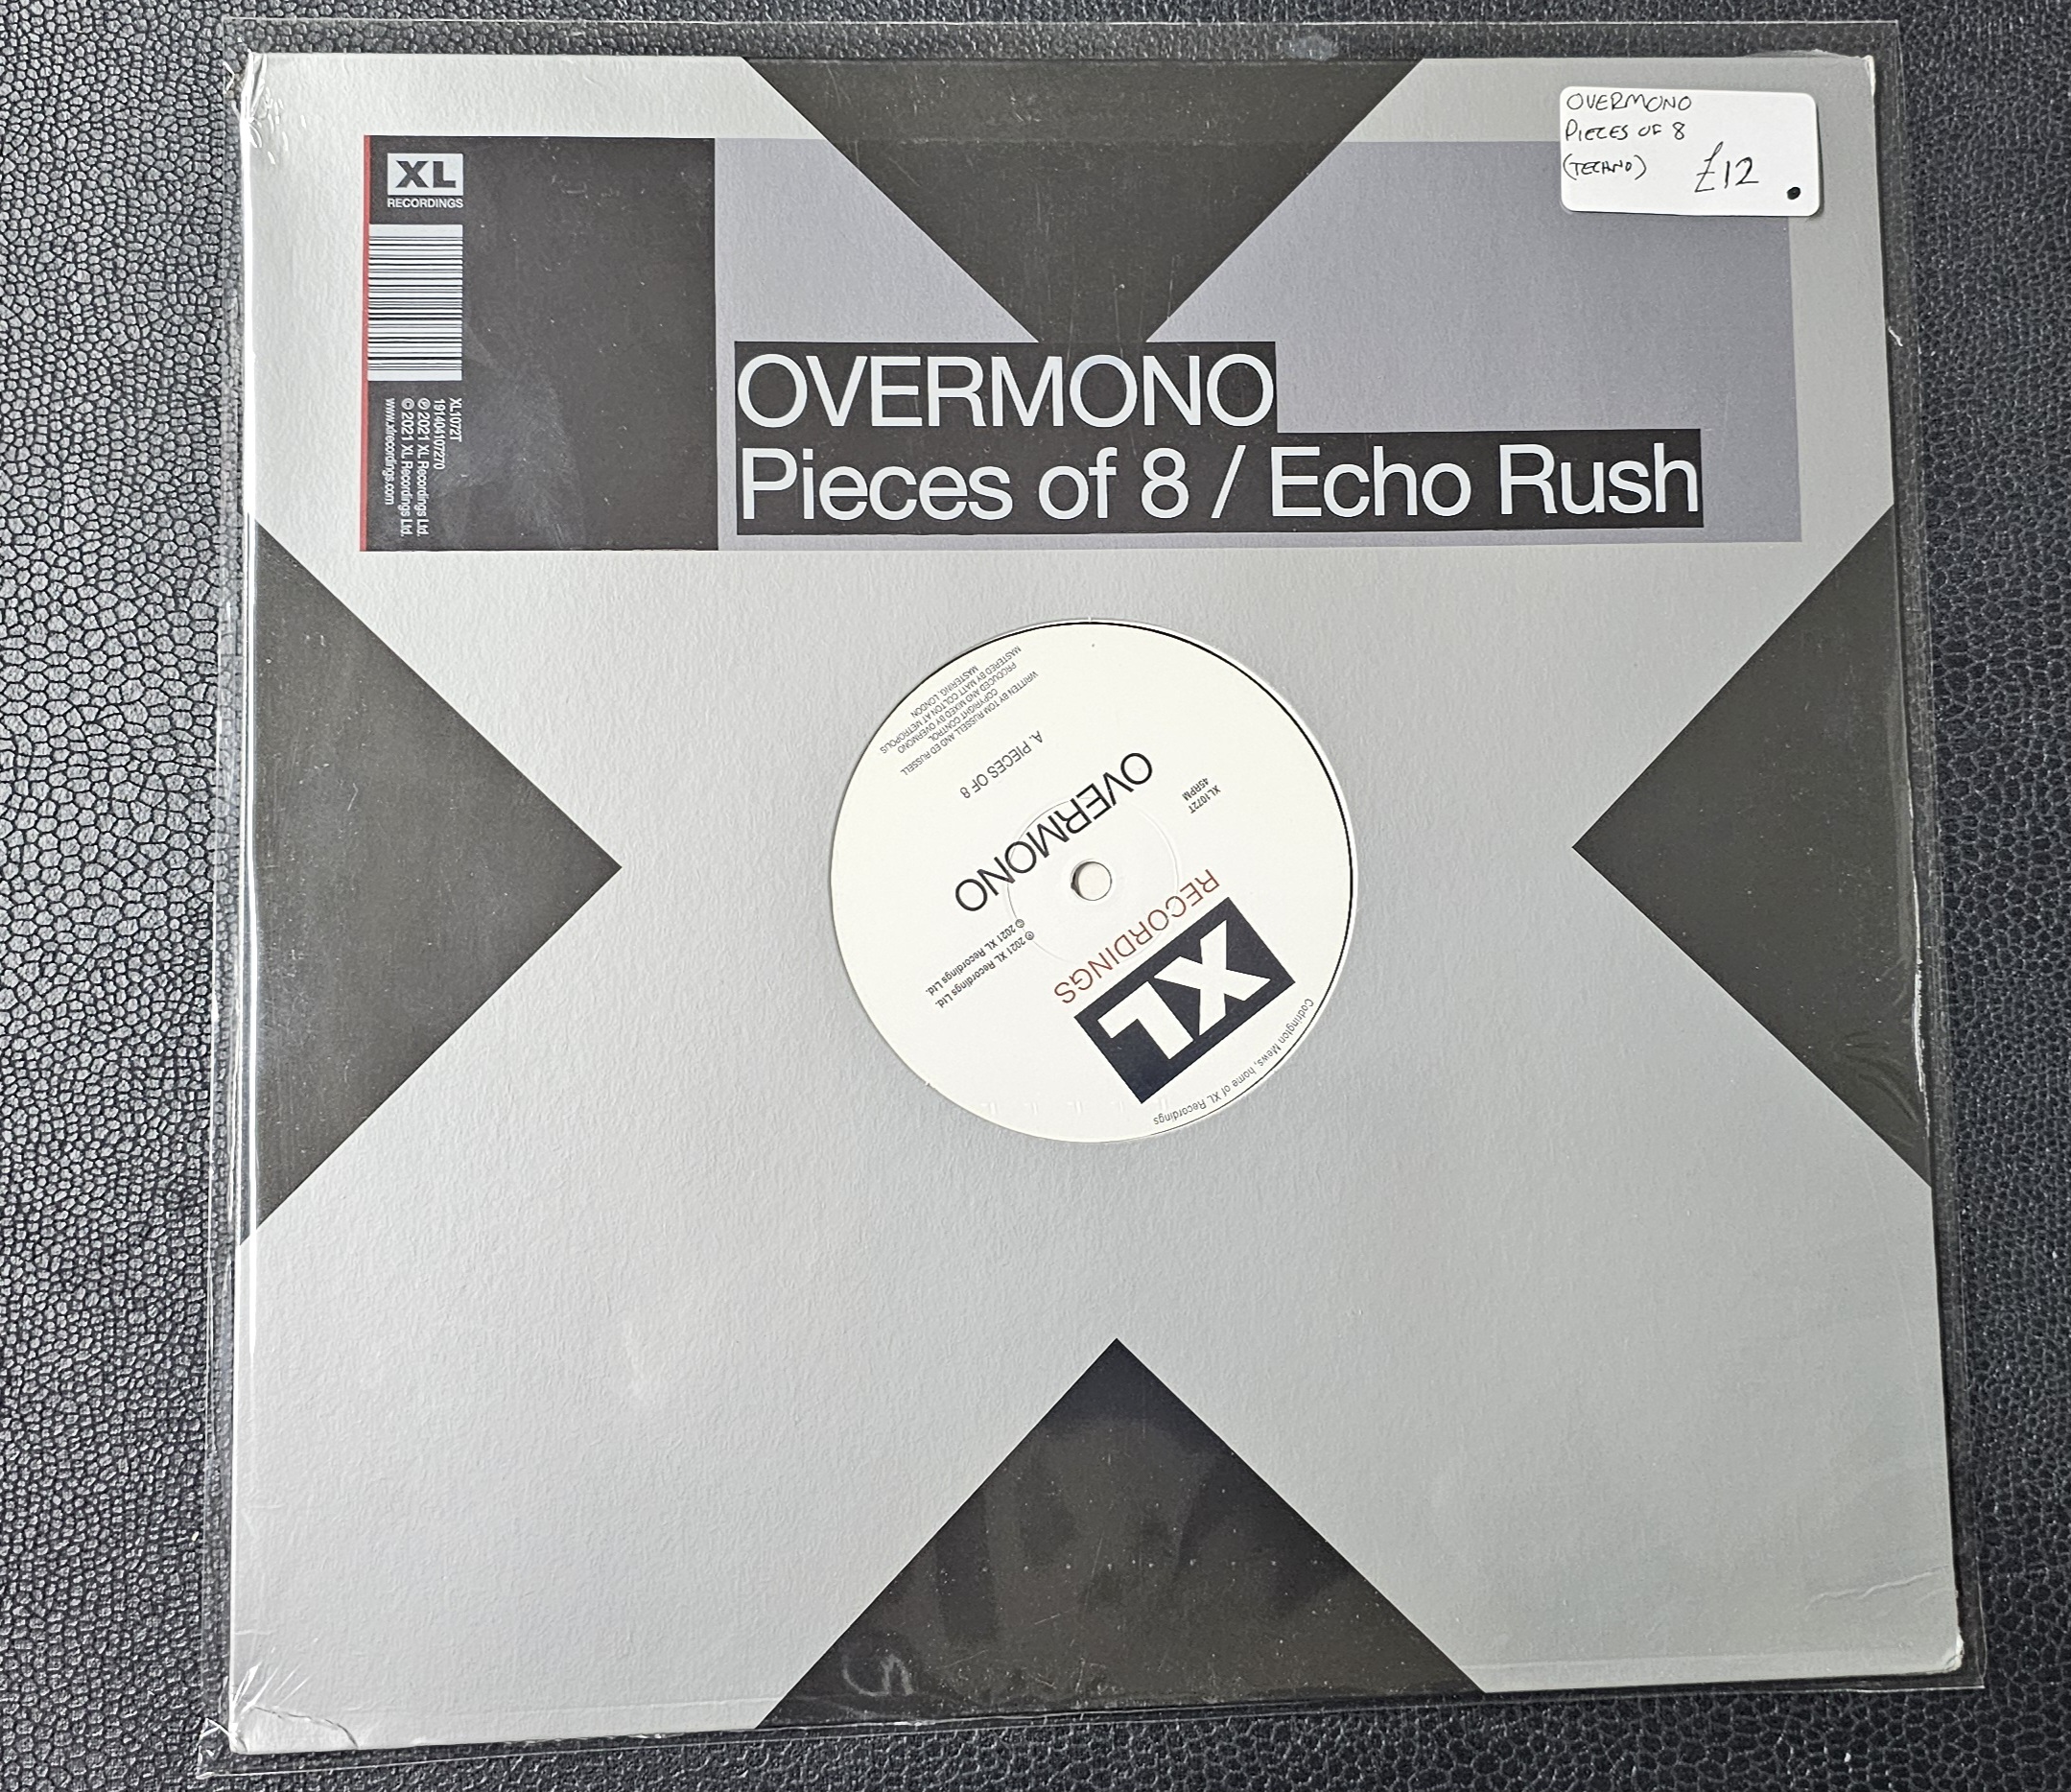 OVERMONO
PIECES OF 8
(TECHNO) £12
XL
RECORDINGS
XL1072T
191404107270
℗ 2021 XL Recordings Ltd.
© 2021 XL Recordings Ltd.
www.xlrecordings.com
OVERMONO
Pieces of 8 / Echo Rush
XL
RECORDINGS
Codrington Mews, home of XL Recordings
XL1072T
45RPM
℗ 2021 XL Recordings Ltd.
© 2021 XL Recordings Ltd.
OVERMONO
A. PIECES OF 8
WRITTEN BY TOM RUSSELL AND ED RUSSELL
COPYRIGHT CONTROL
PRODUCED AND MIXED BY OVERMONO
MASTERED BY MATT COLTON AT METROPOLIS
MASTERING, LONDON